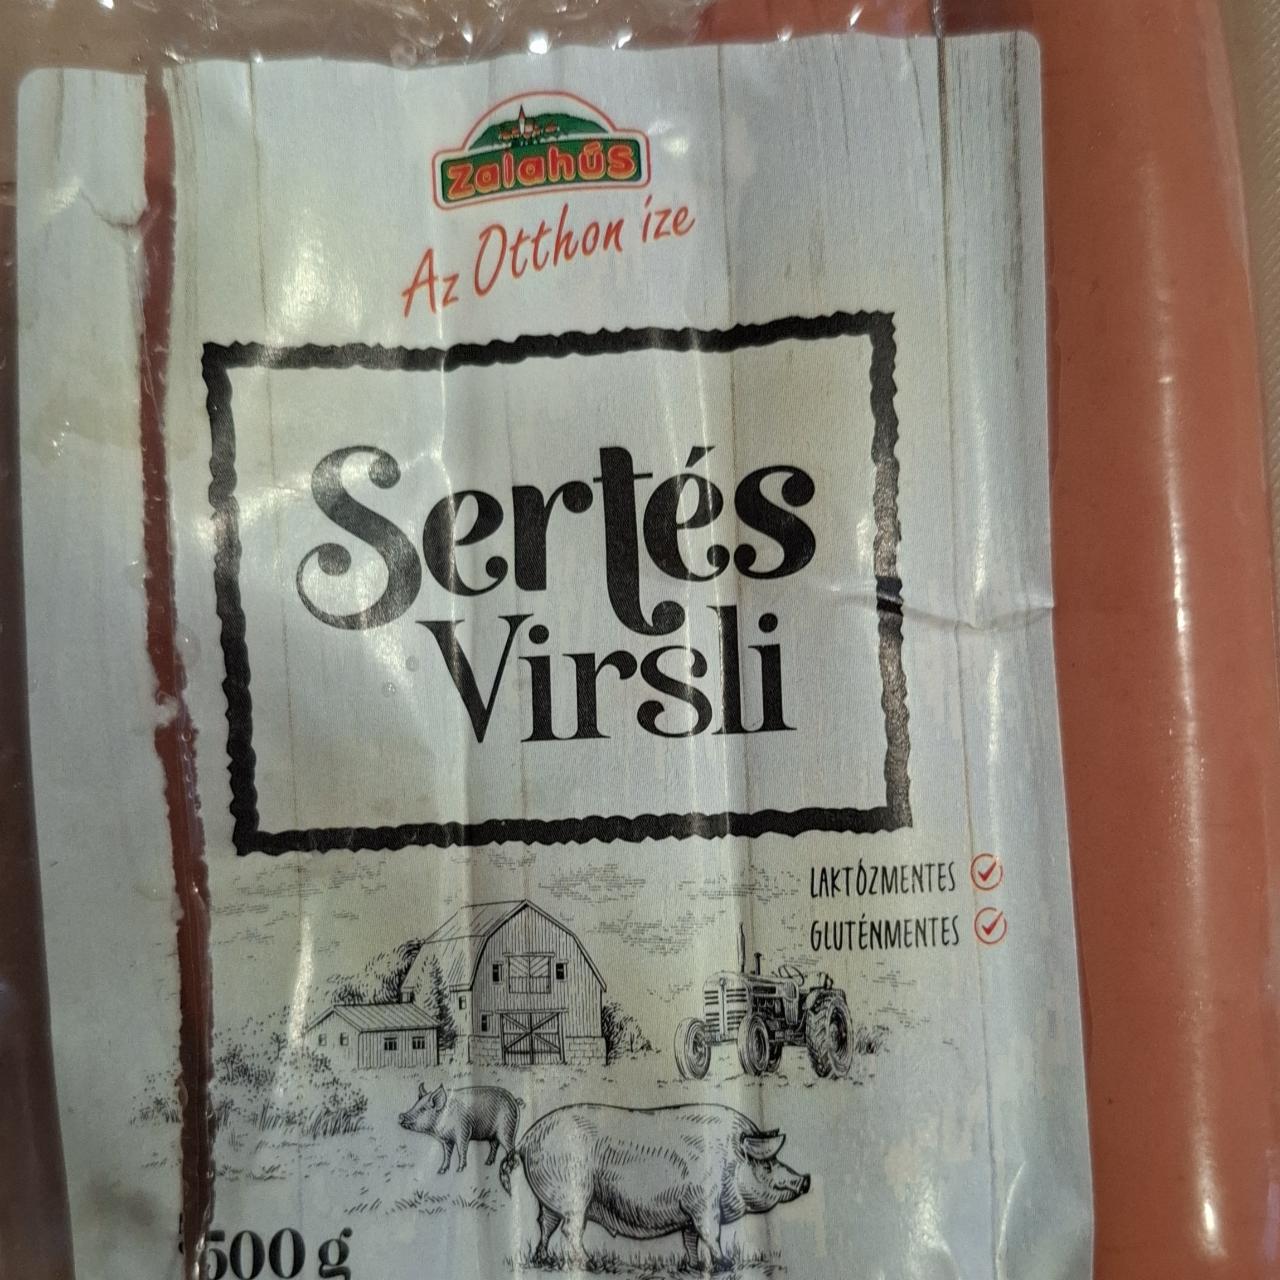 Zalahús
Az Otthon íze
Sertés
Virsli
LAKTÓZMENTES
GLUTÉNMENTES
500 g